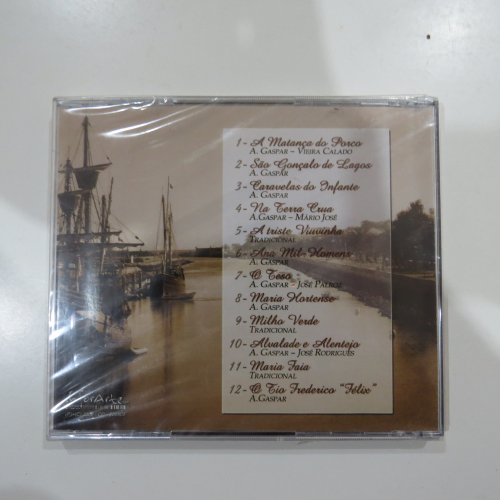 1- A Matança do Porco
A. Gaspar – Vieira Calado
2- São Gonçalo de Lagos
A. Gaspar
3- Caravelas do Infante
A. Gaspar
4- Na Terra Crua
A. Gaspar – Mário José
5- A triste Viuvinha
Tradicional
6- Ana Mil-Homens
A. Gaspar
7- O Teso
A. Gaspar - José
8- Maria Hortense
A. Gaspar
9- Milho Verde
Tradicional
10- Alvalade e Alentejo
A. Gaspar – José Rodrigues
11- Maria Faia
Tradicional
12- O Tio Frederico "Félix"
A. Gaspar